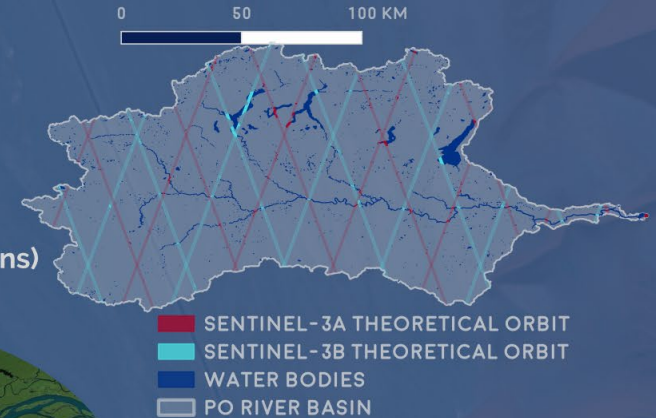 0 50 100 KM
ns)
SENTINEL-3A THEORETICAL ORBIT
SENTINEL-3B THEORETICAL ORBIT
WATER BODIES
PO RIVER BASIN